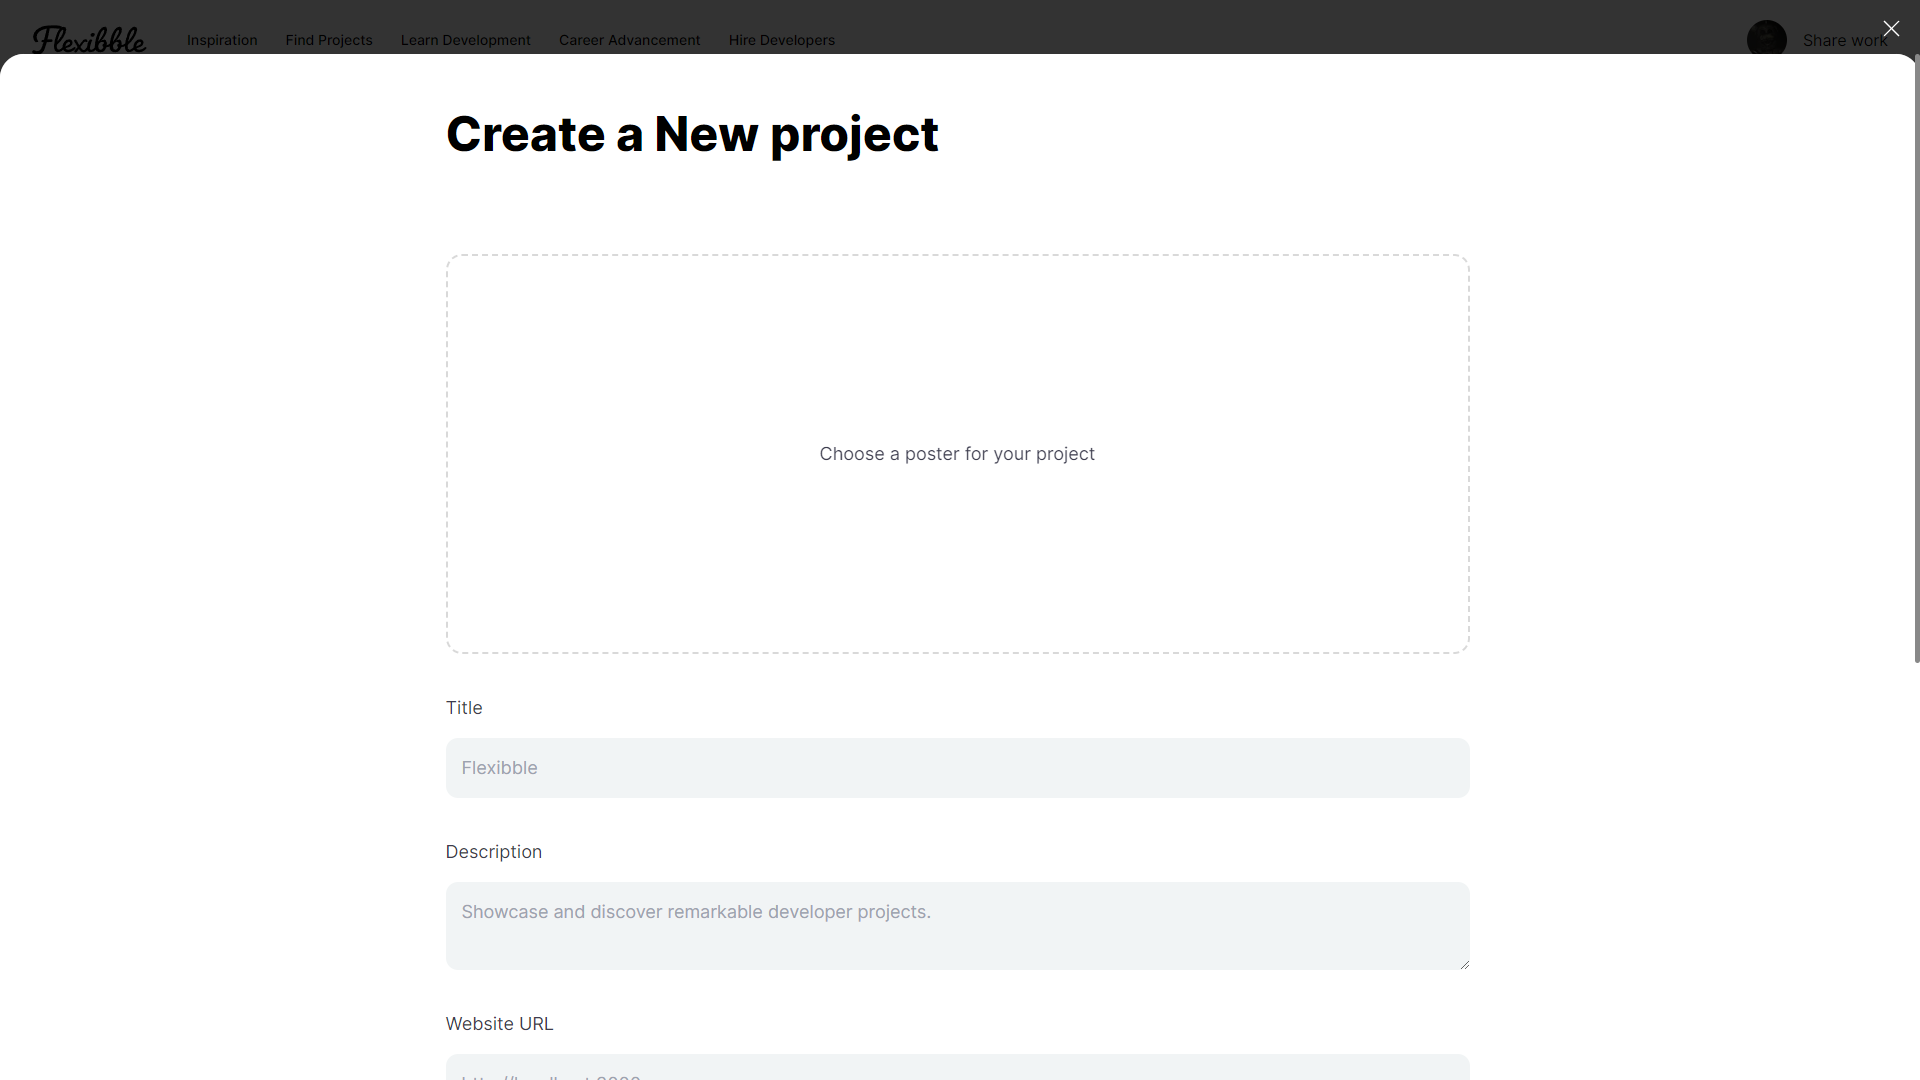 Flexibble Inspiration Find Projects Learn Development Career Advancement Hire Developers Share work
Create a New project
Choose a poster for your project
Title
Flexibble
Description
Showcase and discover remarkable developer projects.
Website URL